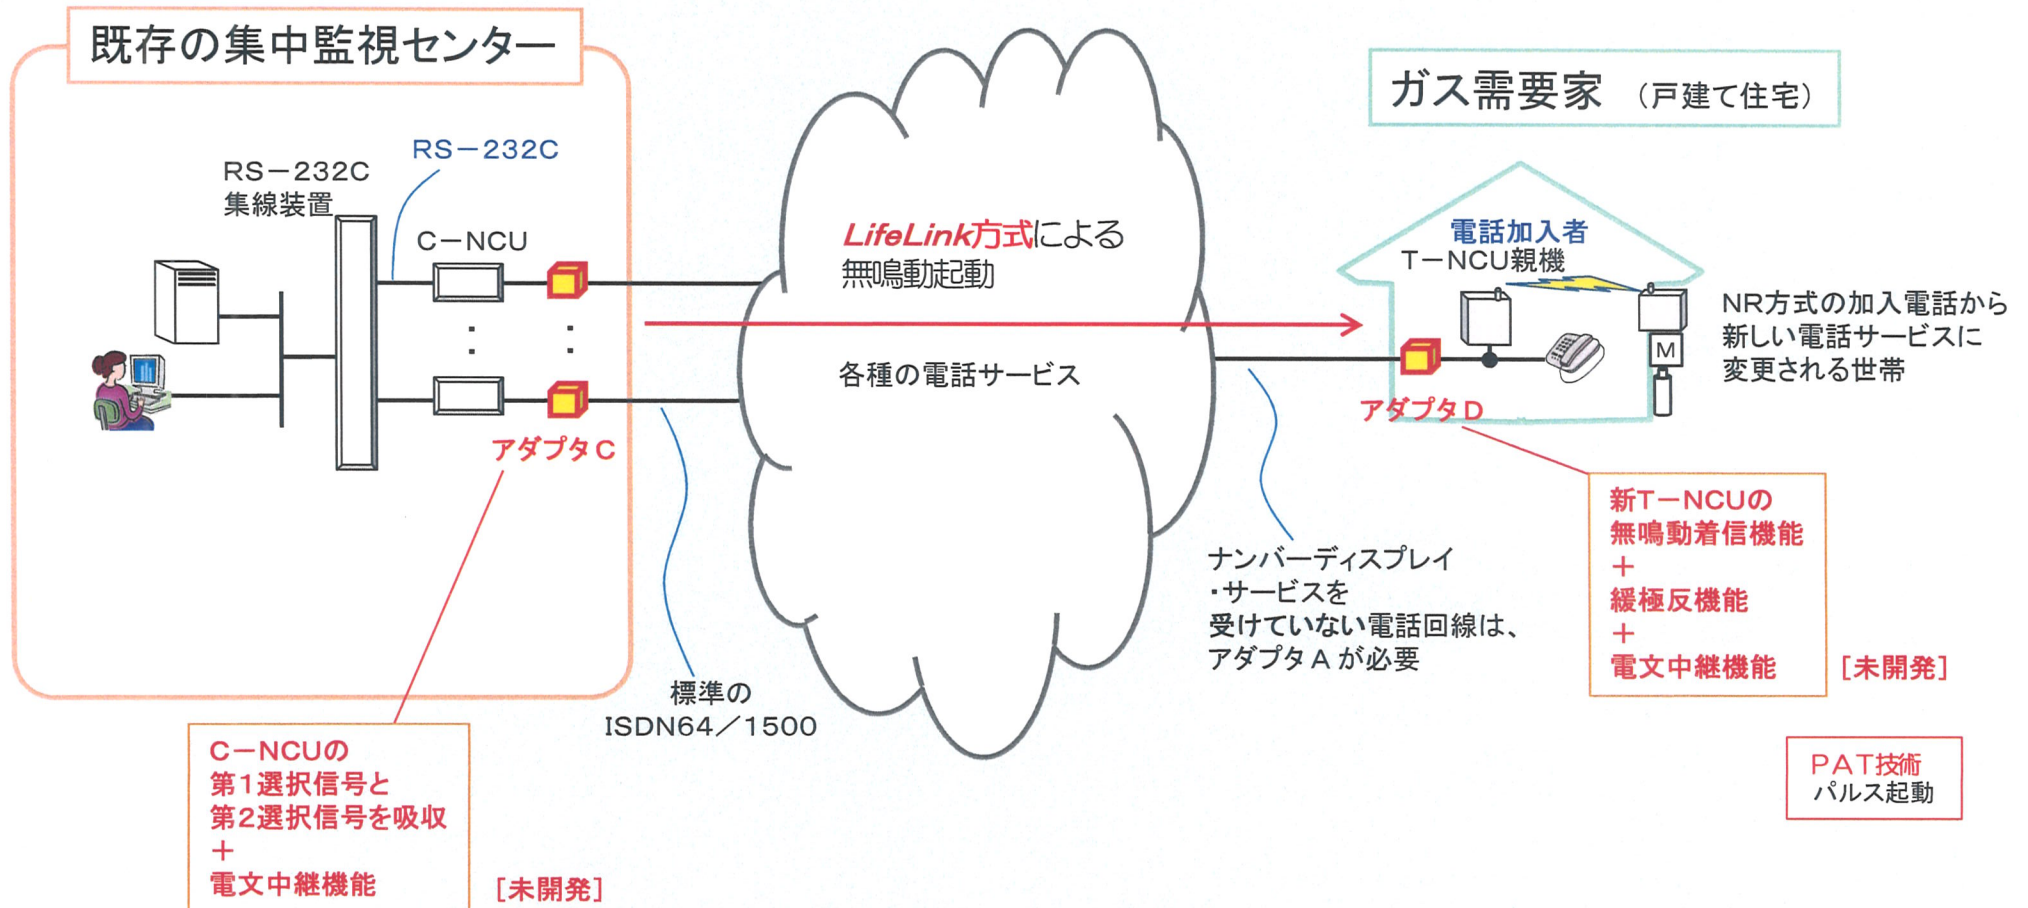 既存の集中監視センター
ガス需要家 （戸建て住宅）
RS－232C
RS－232C
集線装置
C－NCU
アダプタC
LifeLink方式による
無鳴動起動
各種の電話サービス
電話加入者
T－NCU親機
M
アダプタD
NR方式の加入電話から
新しい電話サービスに
変更される世帯
新T－NCUの
無鳴動着信機能
＋
緩極反機能
＋
電文中継機能
［未開発］
ナンバーディスプレイ
・サービスを
受けていない電話回線は、
アダプタAが必要
標準の
ISDN64／1500
C－NCUの
第1選択信号と
第2選択信号を吸収
＋
電文中継機能
［未開発］
PAT技術
パルス起動